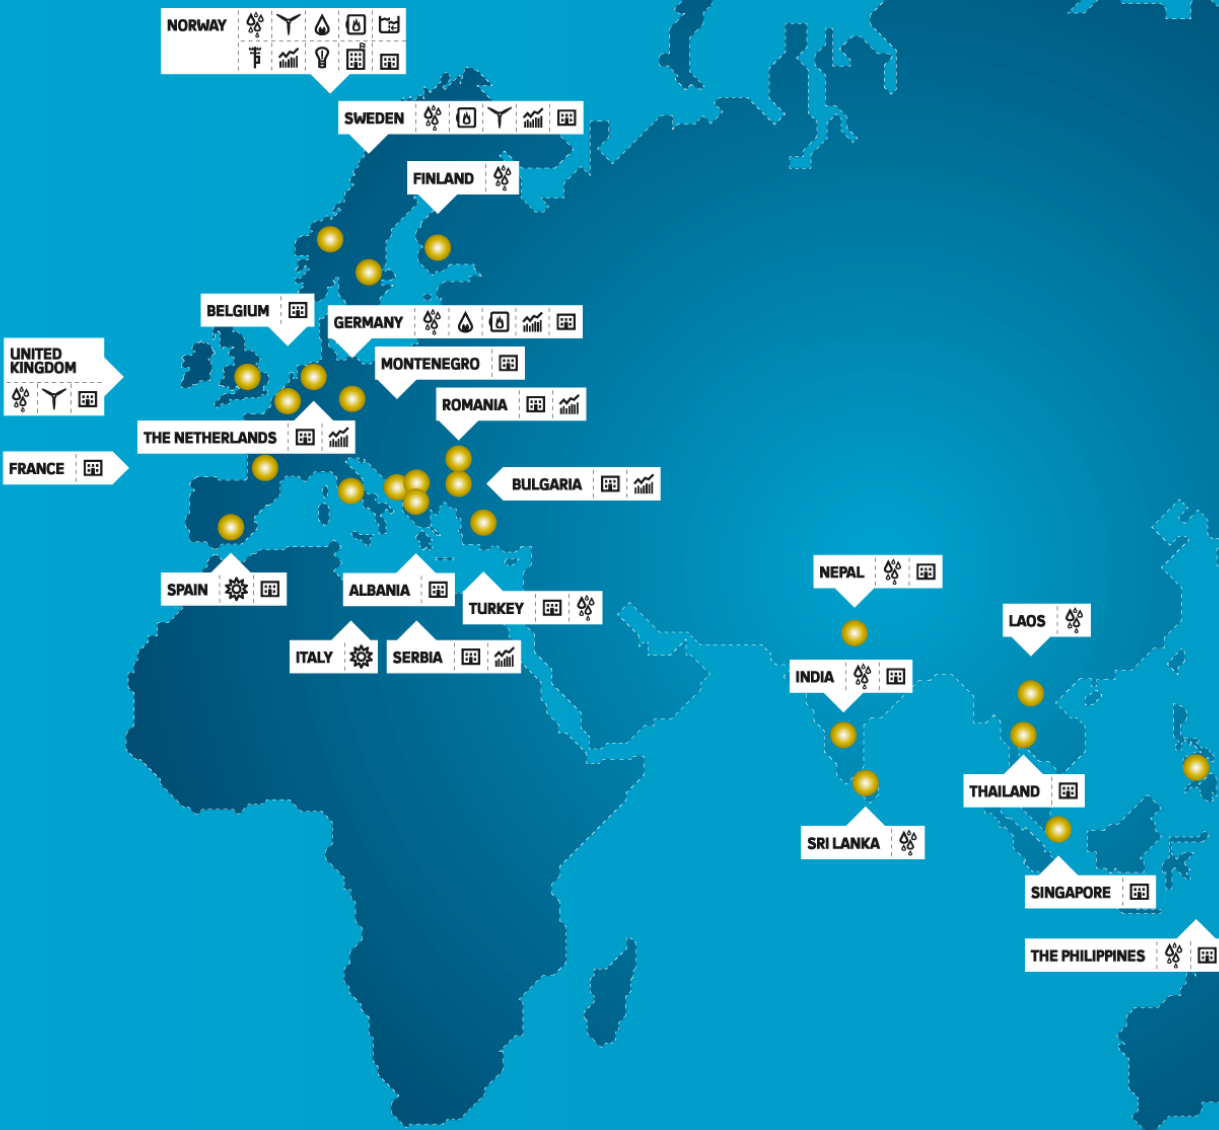 NORWAY
SWEDEN
FINLAND
BELGIUM
GERMANY
UNITED
KINGDOM
MONTENEGRO
ROMANIA
THE NETHERLANDS
FRANCE
BULGARIA
SPAIN
ALBANIA
TURKEY
ITALY
SERBIA
NEPAL
LAOS
INDIA
THAILAND
SRI LANKA
SINGAPORE
THE PHILIPPINES